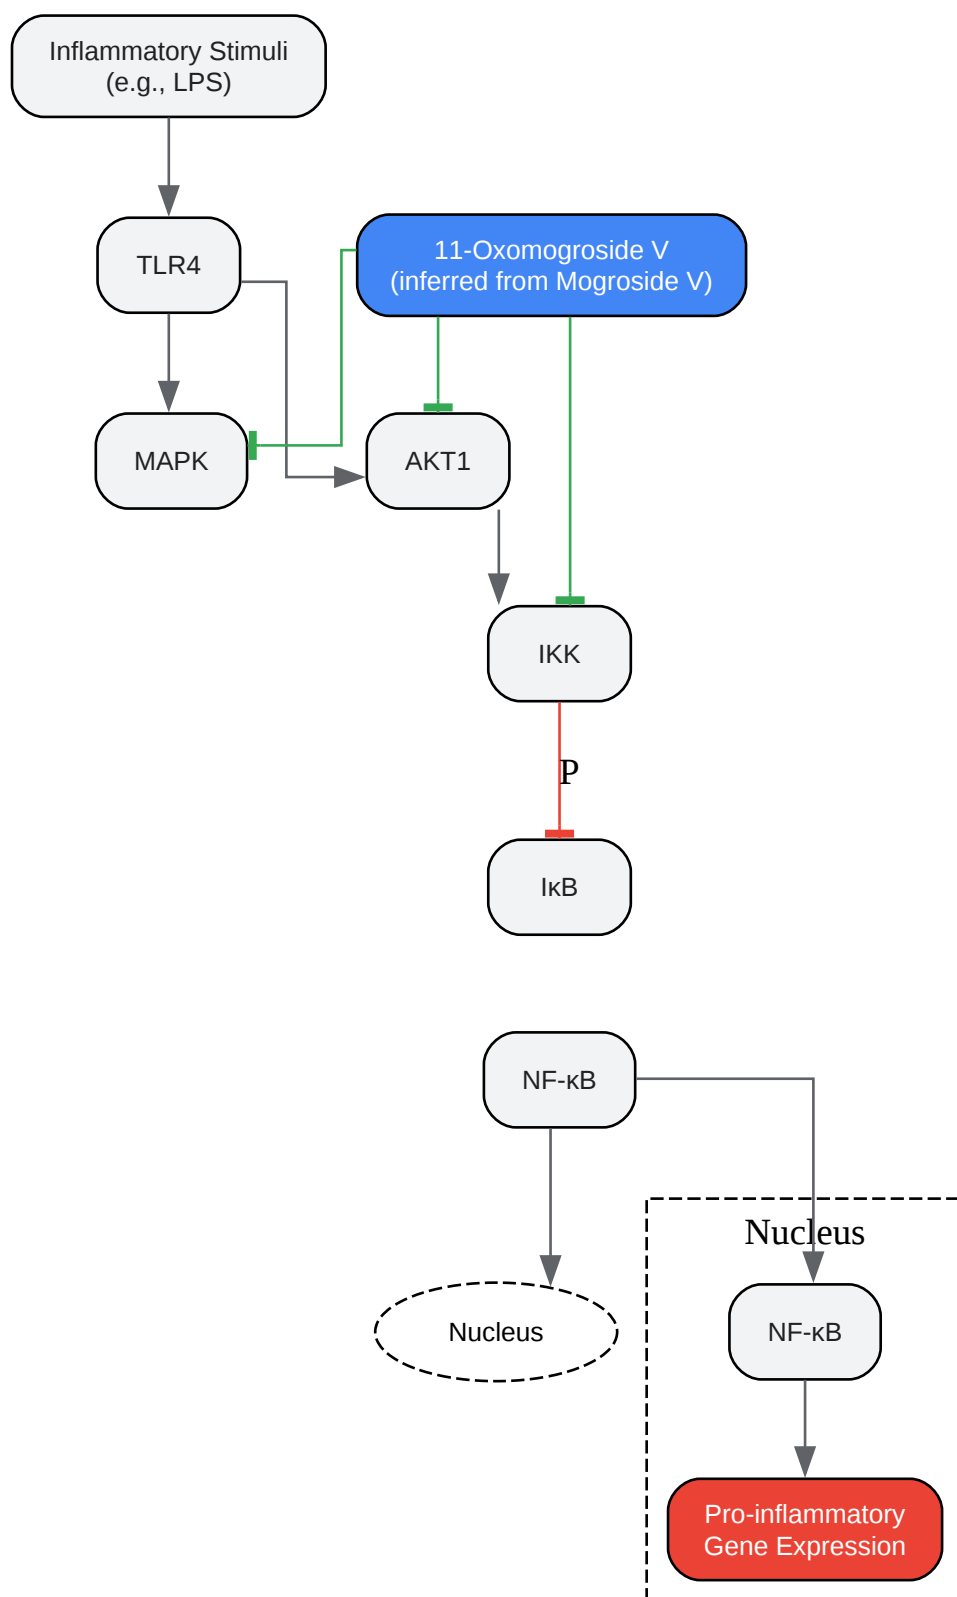 Inflammatory Stimuli
(e.g., LPS)
TLR4
11-Oxomogroside V
(inferred from Mogroside V)
MAPK
AKT1
IKK
P
IκB
NF-κB
Nucleus
Nucleus
NF-κB
Pro-inflammatory
Gene Expression